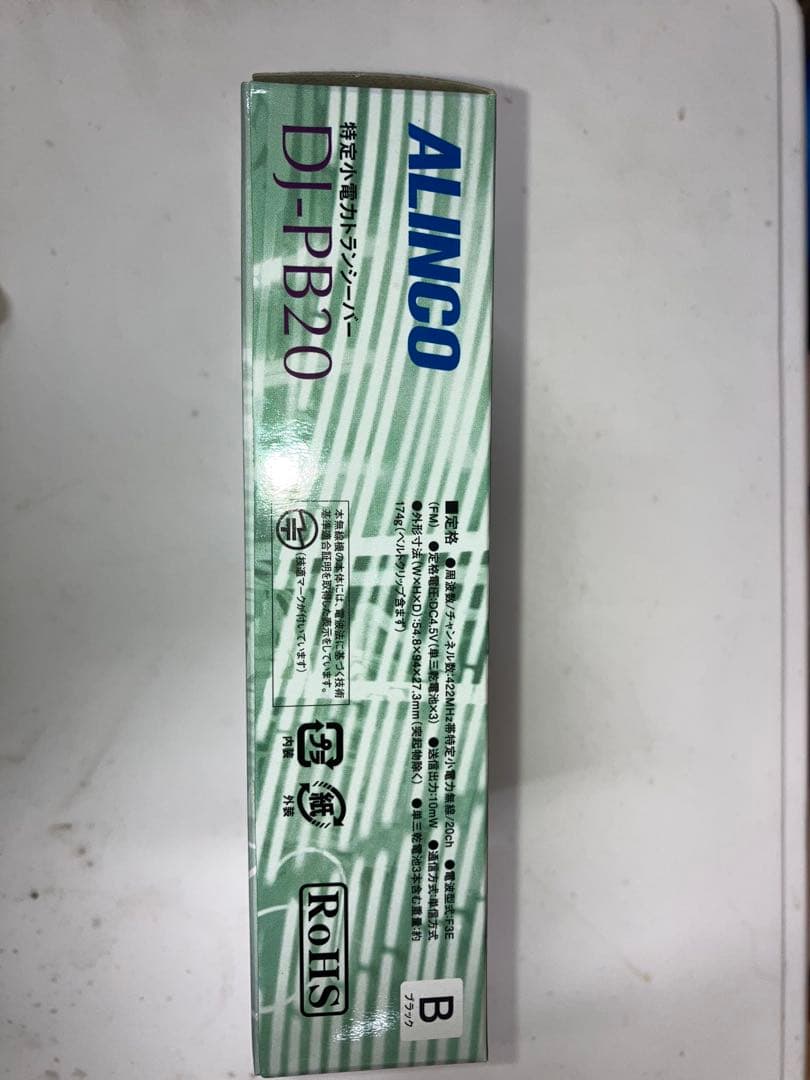 ALINCO
特定小電力トランシーバー
DJ-PB20
■定格 ●周波数/チャンネル数:422MHz帯特定小電力無線/20ch ●電波型式:F3E
(FM) ●定格電圧:DC4.5V(単三乾電池×3) ●送信出力:10mW ●通信方式:単信方式
●外形寸法(W×H×D):54.8×94×27.3mm(突起物除く) ●単三乾電池3本含む重量:約
174g(ベルトクリップ含まず)
本無線機の本体には、電波法に基づく技術
基準適合証明を取得した表示をしています。
(技適マークが付いています)
プラ
内装
紙
外装
RoHS
B
ブラック